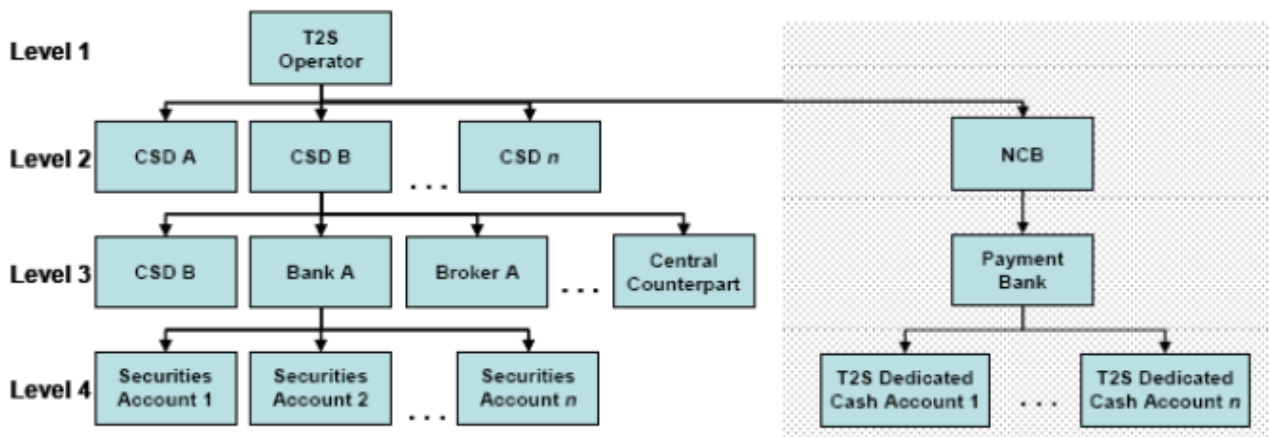 Level 1
T2S
Operator
Level 2
CSD A
CSD B
. . .
CSD n
NCB
Level 3
CSD B
Bank A
Broker A
. . .
Central
Counterpart
Payment
Bank
Level 4
Securities
Account 1
Securities
Account 2
. . .
Securities
Account n
T2S Dedicated
Cash Account 1
. . .
T2S Dedicated
Cash Account n